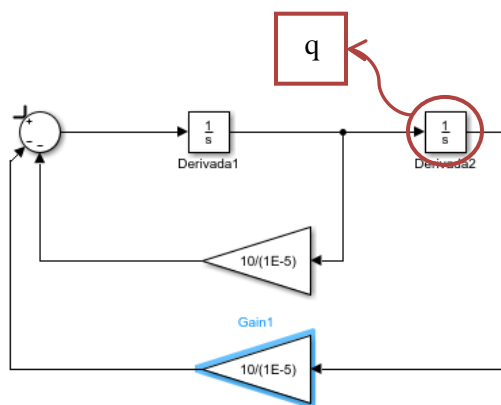 q
1
s
Derivada1
1
s
Derivada2
+
−
−
10/(1E-5)
Gain1
10/(1E-5)